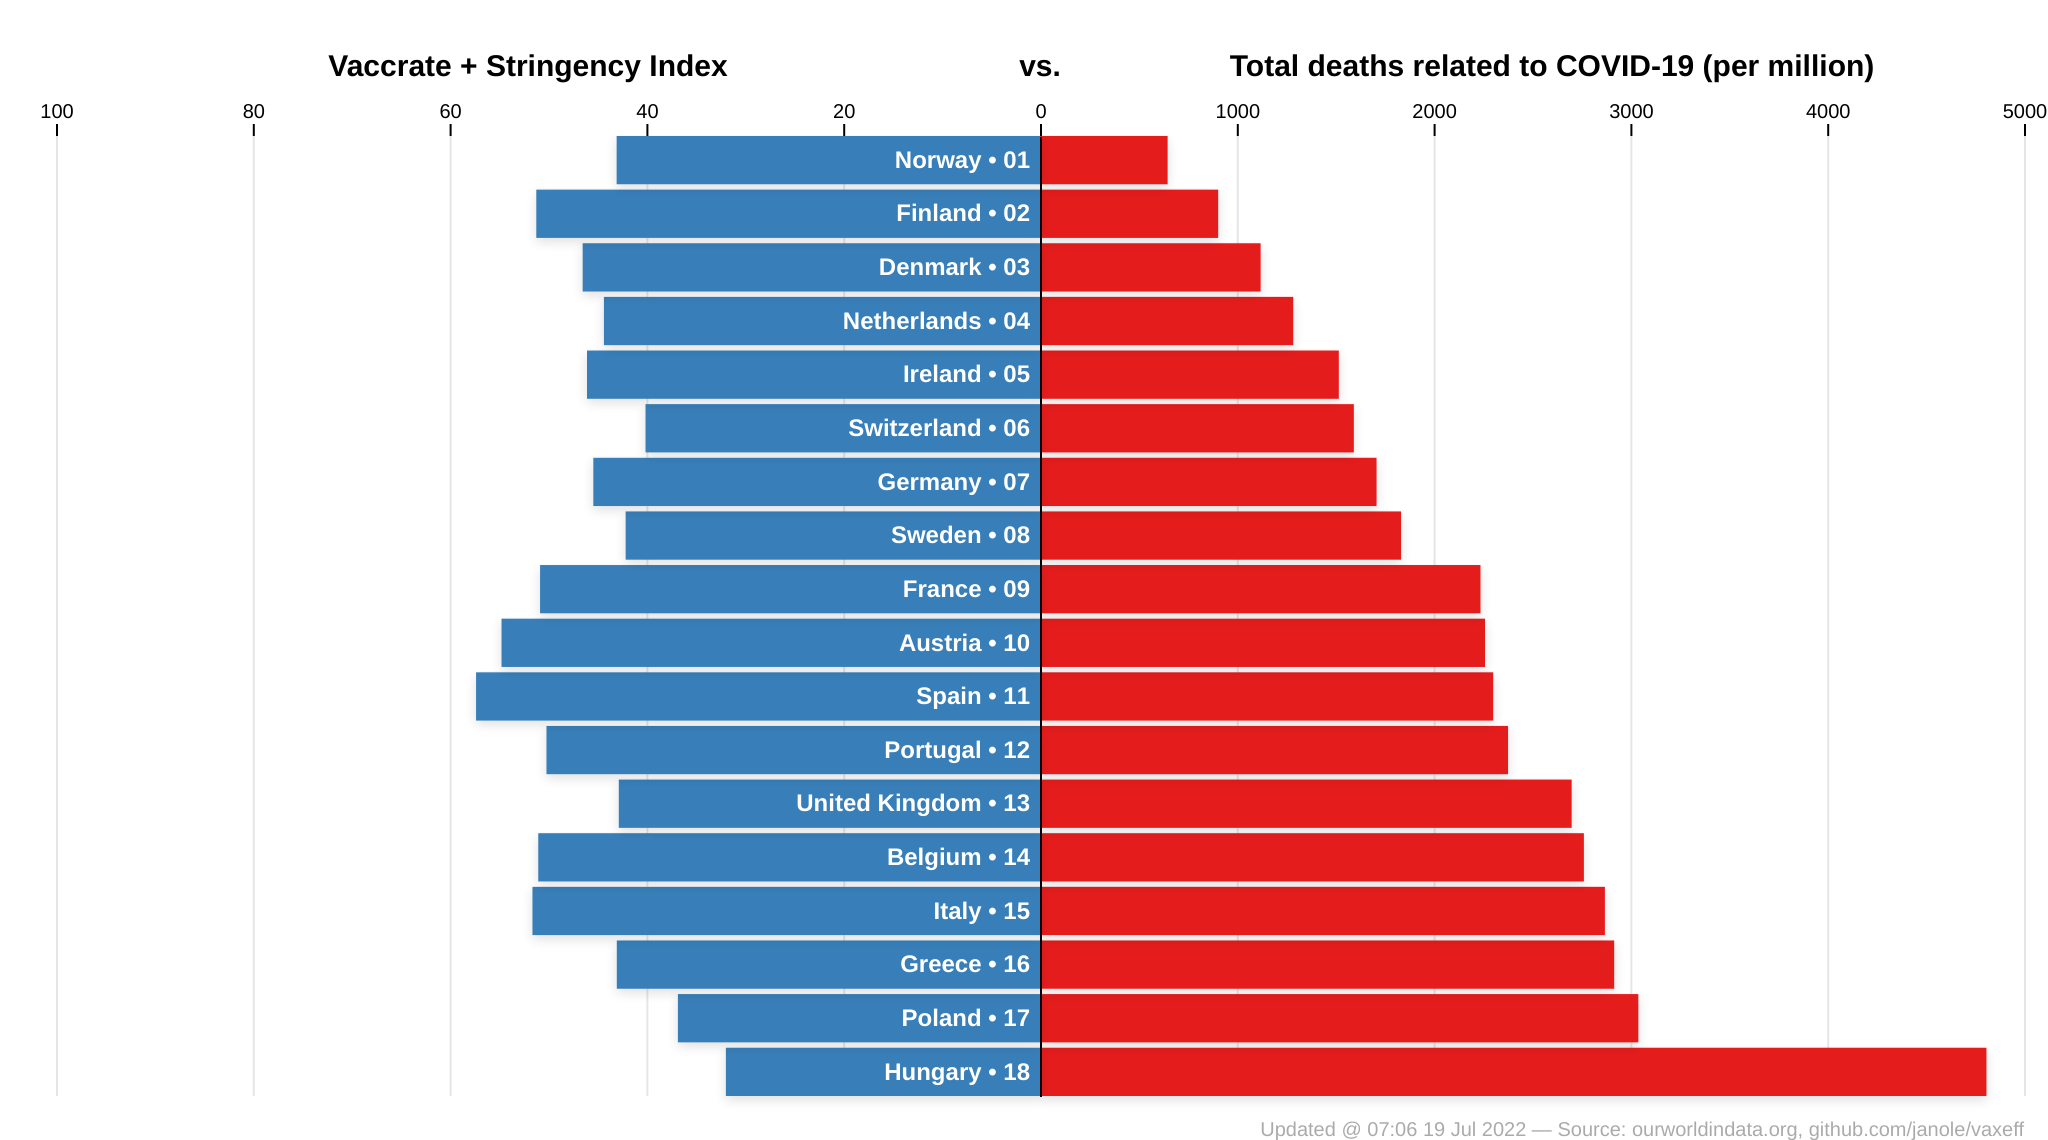 Vaccrate + Stringency Index vs. Total deaths related to COVID-19 (per million)
100 80 60 40 20 0 1000 2000 3000 4000 5000
Norway • 01
Finland • 02
Denmark • 03
Netherlands • 04
Ireland • 05
Switzerland • 06
Germany • 07
Sweden • 08
France • 09
Austria • 10
Spain • 11
Portugal • 12
United Kingdom • 13
Belgium • 14
Italy • 15
Greece • 16
Poland • 17
Hungary • 18
Updated @ 07:06 19 Jul 2022 — Source: ourworldindata.org, github.com/janole/vaxeff